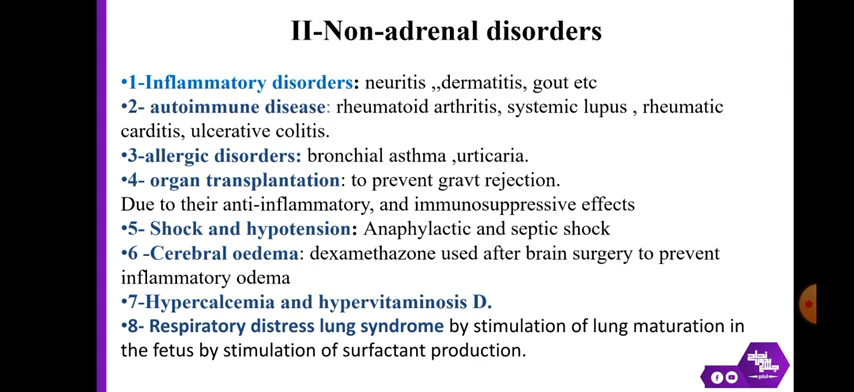 II-Non-adrenal disorders
•1-Inflammatory disorders: neuritis ,,dermatitis, gout etc
•2- autoimmune disease: rheumatoid arthritis, systemic lupus , rheumatic
carditis, ulcerative colitis.
•3-allergic disorders: bronchial asthma ,urticaria.
•4- organ transplantation: to prevent gravt rejection.
Due to their anti-inflammatory, and immunosuppressive effects
•5- Shock and hypotension: Anaphylactic and septic shock
•6 -Cerebral oedema: dexamethazone used after brain surgery to prevent
inflammatory odema
•7-Hypercalcemia and hypervitaminosis D.
•8- Respiratory distress lung syndrome by stimulation of lung maturation in
the fetus by stimulation of surfactant production.